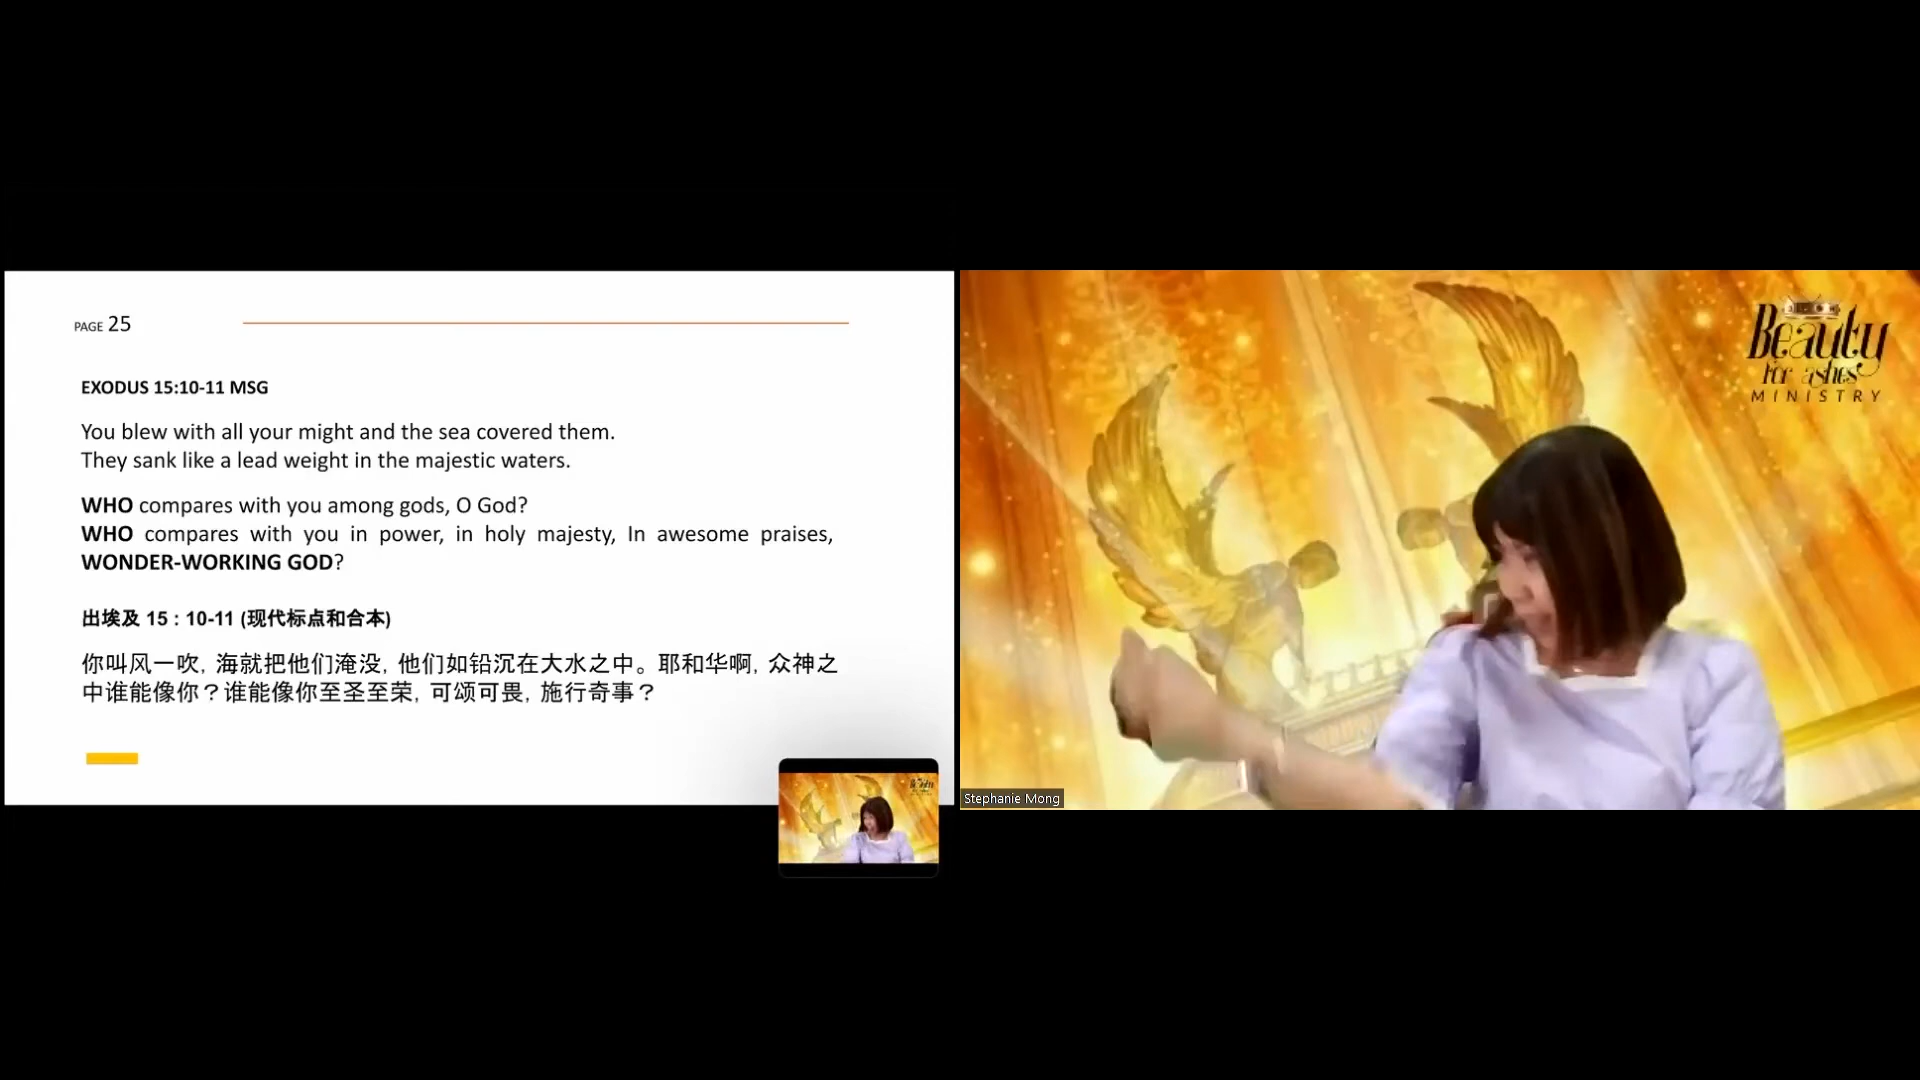 PAGE 25
EXODUS 15:10-11 MSG
You blew with all your might and the sea covered them.
They sank like a lead weight in the majestic waters.
WHO compares with you among gods, O God?
WHO compares with you in power, in holy majesty, In awesome praises,
WONDER-WORKING GOD?
出埃及 15 : 10-11 (现代标点和合本)
你叫风一吹, 海就把他们淹没, 他们如铅沉在大水之中。耶和华啊, 众神之
中谁能像你？谁能像你至圣至荣, 可颂可畏, 施行奇事？
Beauty
For ashes
MINISTRY
Stephanie Mong